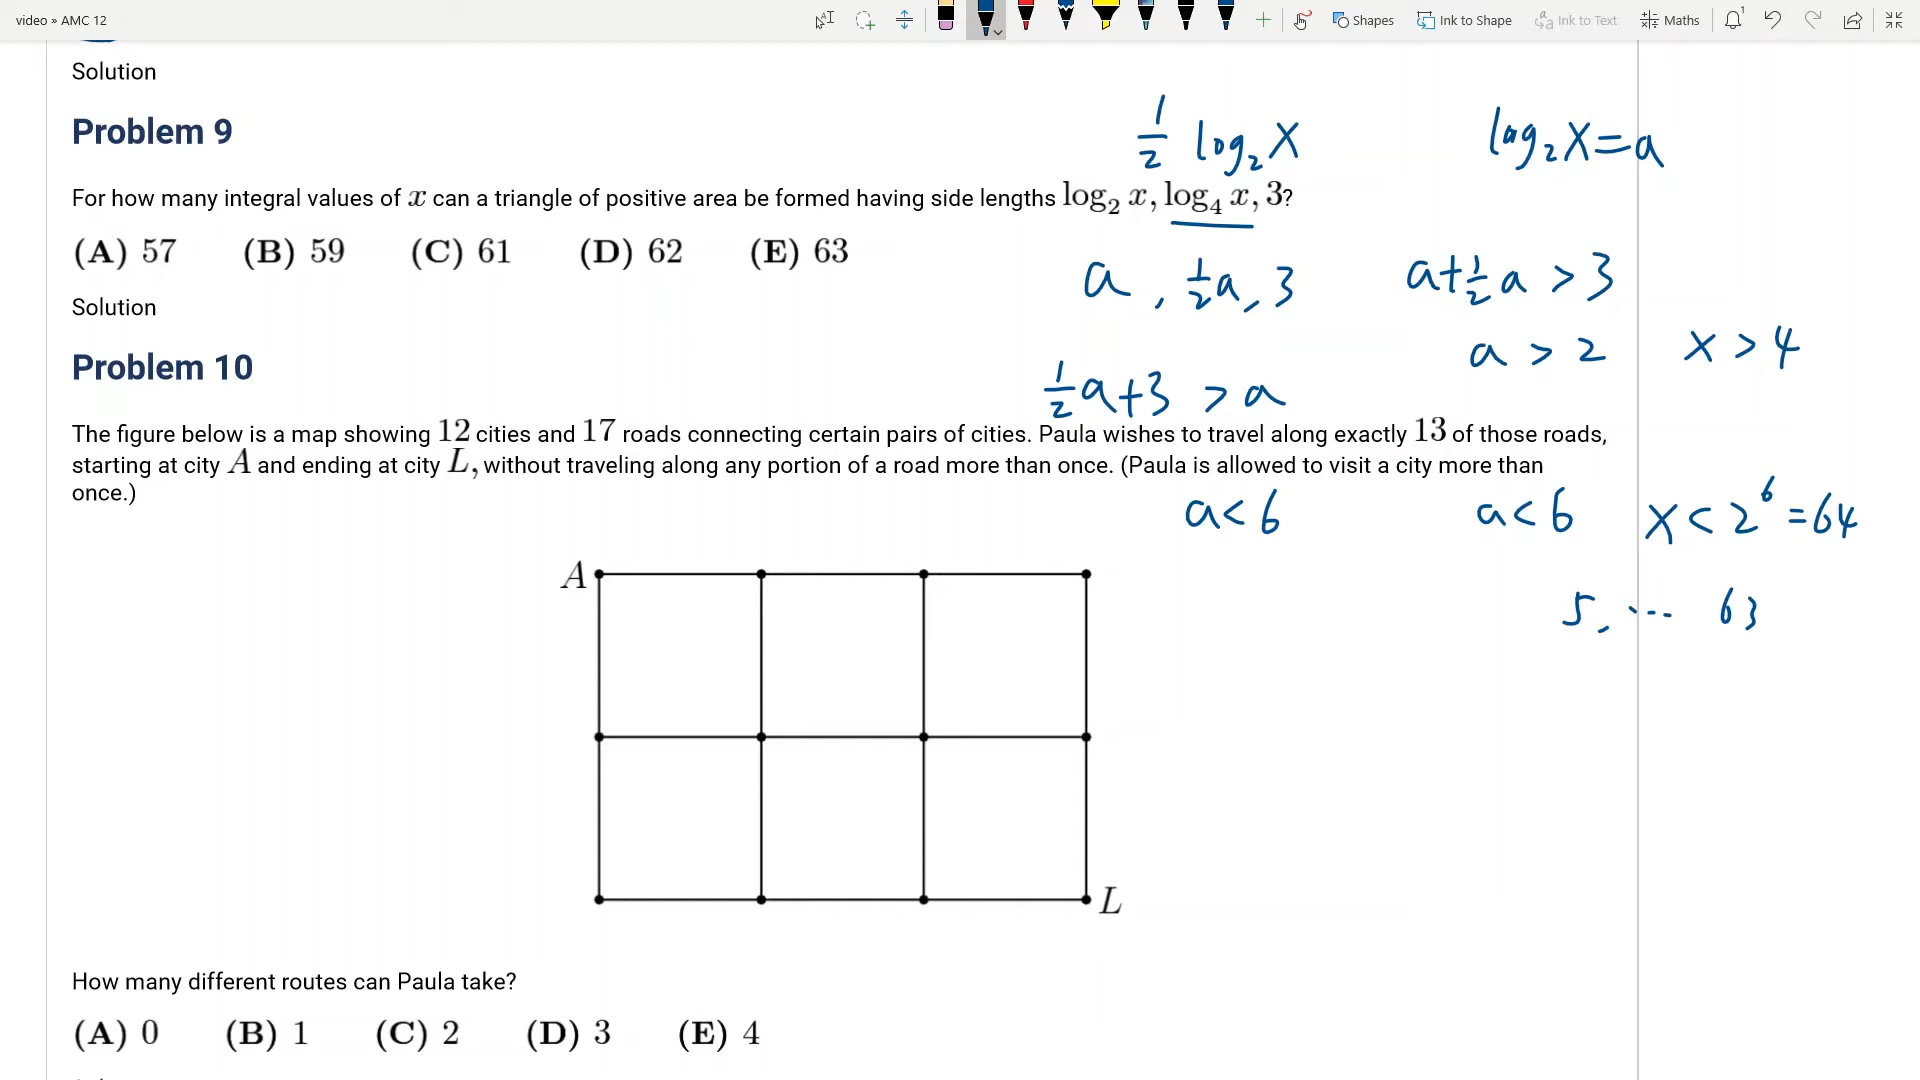 video » AMC 12
Shapes Ink to Shape Ink to Text Maths
Solution
Problem 9
1/2 log₂ X
log₂ X = a
For how many integral values of x can a triangle of positive area be formed having side lengths log₂ x, log₄ x, 3?
(A) 57 (B) 59 (C) 61 (D) 62 (E) 63
a, 1/2 a, 3
a + 1/2 a > 3
Solution
a > 2 x > 4
Problem 10
1/2 a + 3 > a
The figure below is a map showing 12 cities and 17 roads connecting certain pairs of cities. Paula wishes to travel along exactly 13 of those roads,
starting at city A and ending at city L, without traveling along any portion of a road more than once. (Paula is allowed to visit a city more than
once.)
a < 6 a < 6 X < 2⁶ = 64
A
5, ... 63
L
How many different routes can Paula take?
(A) 0 (B) 1 (C) 2 (D) 3 (E) 4